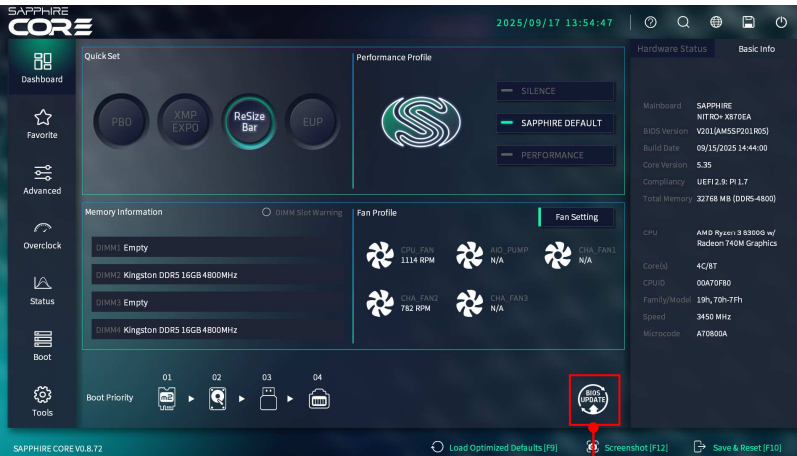 SAPPHIRE
CORE
2025/09/17 13:54:47
Dashboard
Favorite
Advanced
Overclock
Status
Boot
Tools
Quick Set
PBO
XMP
EXPO
ReSize
Bar
EUP
Performance Profile
SILENCE
SAPPHIRE DEFAULT
PERFORMANCE
Memory Information
DIMM Slot Warning
DIMM1 Empty
DIMM2 Kingston DDR5 16GB 4800MHz
DIMM3 Empty
DIMM4 Kingston DDR5 16GB 4800MHz
Fan Profile
Fan Setting
CPU_FAN
1114 RPM
AIO_PUMP
N/A
CHA_FAN1
N/A
CHA_FAN2
782 RPM
CHA_FAN3
N/A
Boot Priority
01
02
03
04
m2
BIOS
UPDATE
Hardware Status Basic Info
Mainboard SAPPHIRE
NITRO+ X870EA
BIOS Version V201(AM5SP201R05)
Build Date 09/15/2025 14:44:00
Core Version 5.35
Compliancy UEFI 2.9: PI 1.7
Total Memory 32768 MB (DDR5-4800)
CPU AMD Ryzen 3 8300G w/
Radeon 740M Graphics
Core(s) 4C/8T
CPUID 00A70FB0
Family/Model 19h, 70h-7Fh
Speed 3450 MHz
Microcode A70800A
SAPPHIRE CORE V0.8.72
Load Optimized Defaults [F9]
Screenshot [F12]
Save & Reset [F10]